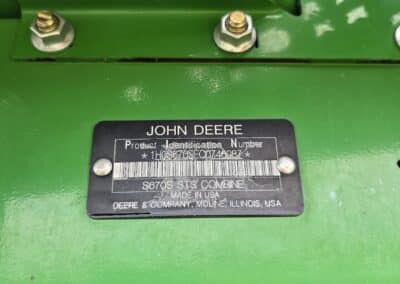 JOHN DEERE
Product Identification Number
S670S STS COMBINE
MADE IN USA
DEERE & COMPANY, MOLINE, ILLINOIS, USA